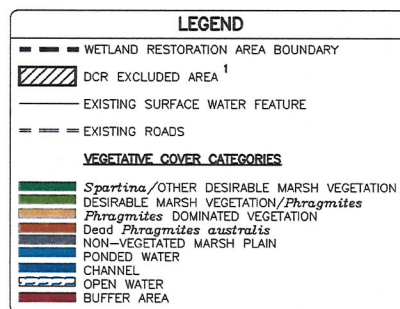 LEGEND
WETLAND RESTORATION AREA BOUNDARY
DCR EXCLUDED AREA 1
EXISTING SURFACE WATER FEATURE
EXISTING ROADS
VEGETATIVE COVER CATEGORIES
Spartina/OTHER DESIRABLE MARSH VEGETATION
DESIRABLE MARSH VEGETATION/Phragmites
Phragmites DOMINATED VEGETATION
Dead Phragmites australis
NON-VEGETATED MARSH PLAIN
PONDED WATER
CHANNEL
OPEN WATER
BUFFER AREA